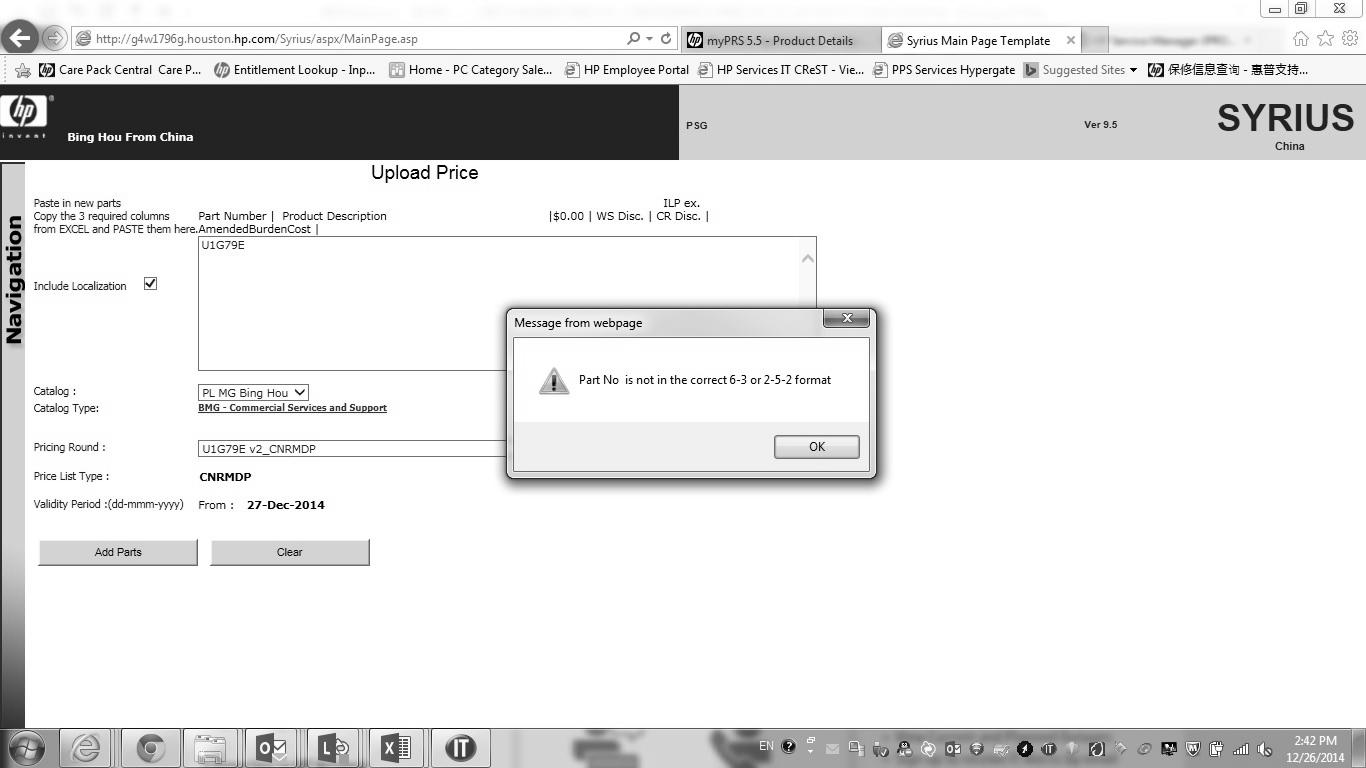 http://g4w1796g.houston.hp.com/Syrius/aspx/MainPage.asp
myPRS 5.5 - Product Details
Syrius Main Page Template
Care Pack Central Care P...
Entitlement Lookup - Inp...
Home - PC Category Sale...
HP Employee Portal
HP Services IT CReST - Vie...
PPS Services Hypergate
Suggested Sites
保修信息查询 - 惠普支持...
hp
invent
Bing Hou From China
PSG
Ver 9.5
SYRIUS
China
Navigation
Upload Price
Paste in new parts
Copy the 3 required columns
from EXCEL and PASTE them here.
ILP ex.
Part Number | Product Description |$0.00 | WS Disc. | CR Disc. |
AmendedBurdenCost |
U1G79E
Include Localization
Message from webpage
Part No is not in the correct 6-3 or 2-5-2 format
OK
Catalog :
PL MG Bing Hou
Catalog Type:
BMG - Commercial Services and Support
Pricing Round :
U1G79E v2_CNRMDP
Price List Type :
CNRMDP
Validity Period :(dd-mmm-yyyy)
From :
27-Dec-2014
Add Parts
Clear
EN
2:42 PM
12/26/2014